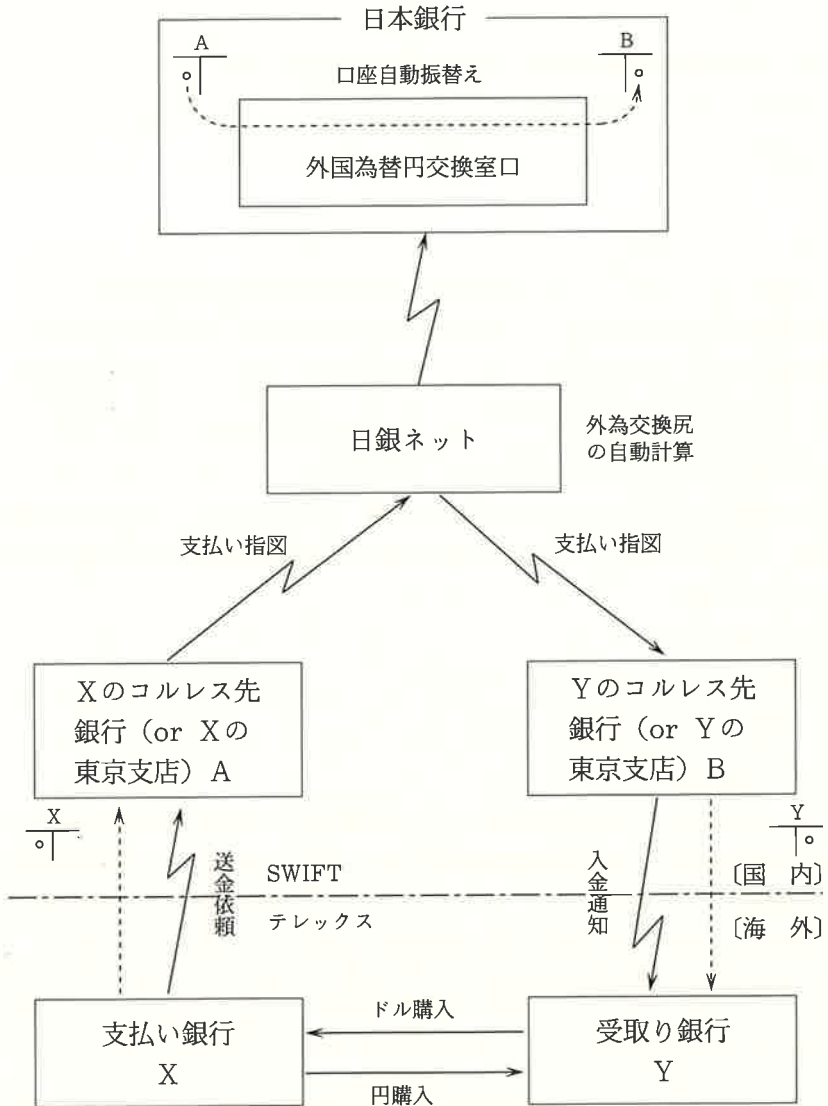 日本銀行
A
B
口座自動振替え
外国為替円交換室口
日銀ネット
外為交換尻
の自動計算
支払い指図
支払い指図
Xのコルレス先
銀行（or Xの
東京支店）A
Yのコルレス先
銀行（or Yの
東京支店）B
X
Y
送金依頼
SWIFT
テレックス
入金通知
〔国 内〕
〔海 外〕
支払い銀行
X
ドル購入
円購入
受取り銀行
Y